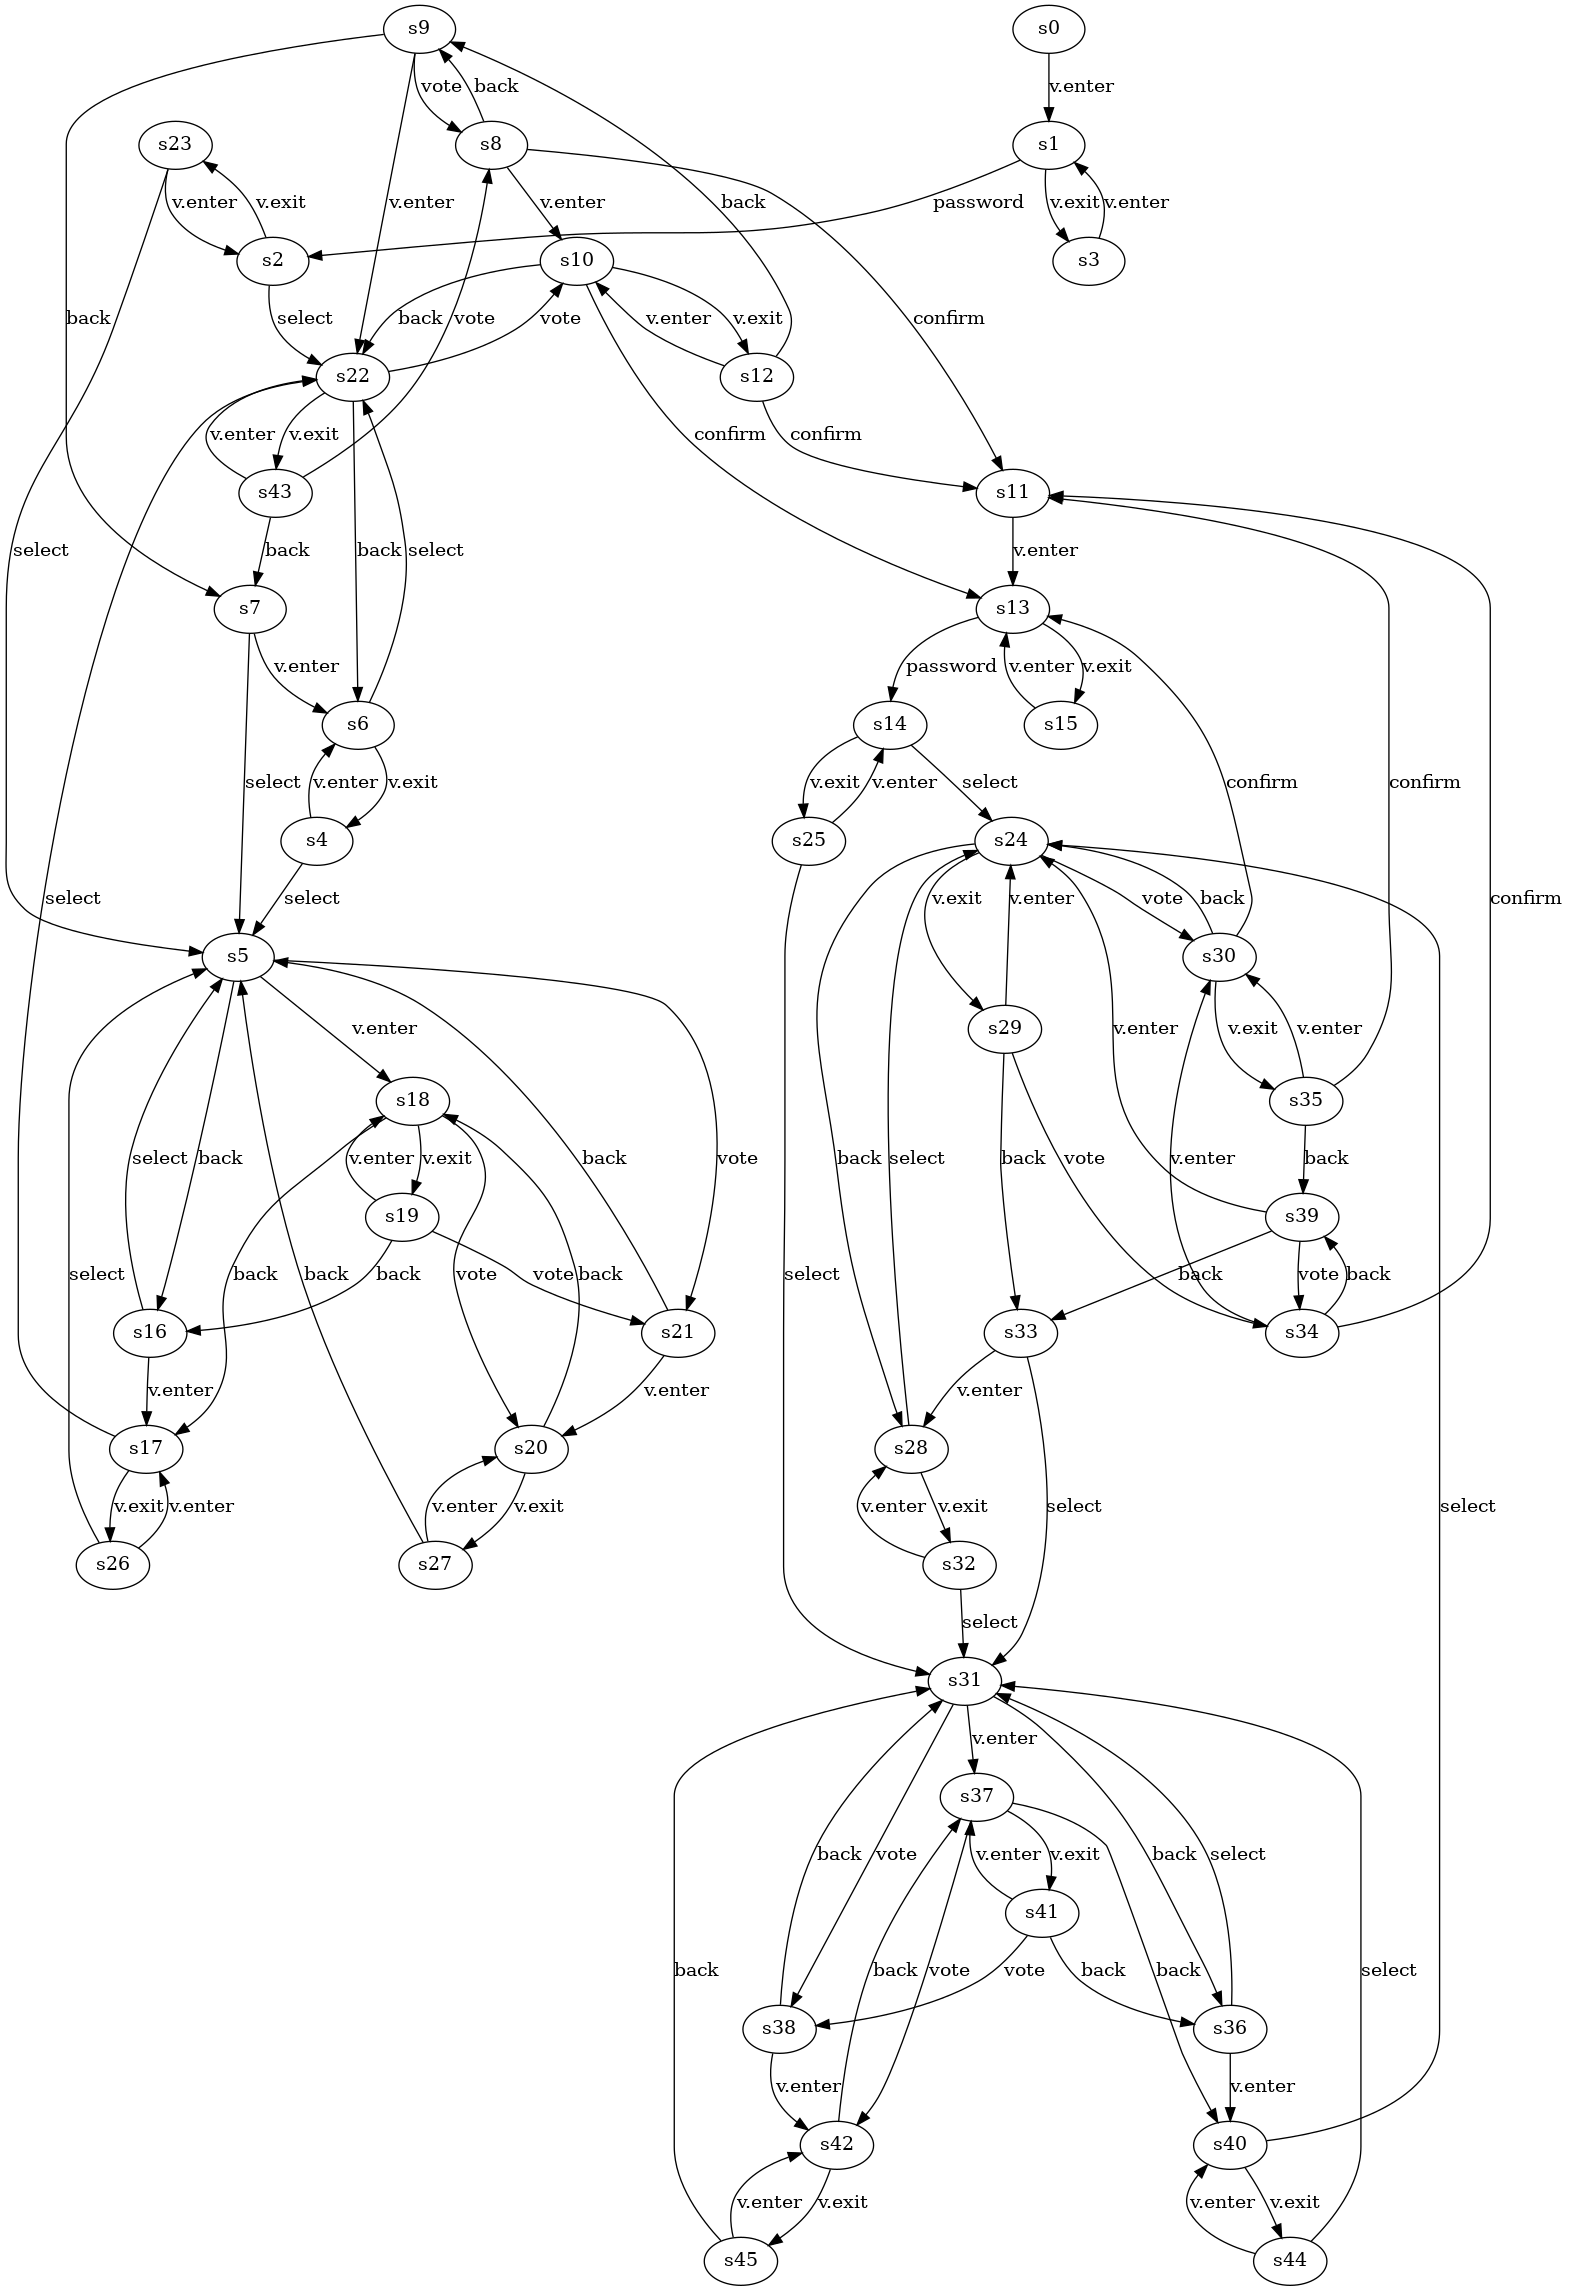 s9
s0
vote
back
v.enter
s23
s8
s1
v.enter
v.exit
v.enter
v.enter
back
password
v.exit
v.enter
s2
s10
s3
back
select
back
vote
vote
v.enter
v.exit
confirm
s22
s12
v.enter
v.exit
confirm
confirm
s43
s11
select
back
back
select
v.enter
s7
s13
v.enter
password
v.enter
v.exit
s6
s14
s15
select
v.enter
v.exit
v.exit
v.enter
select
confirm
confirm
s4
s25
s24
select
select
v.exit
v.enter
vote
back
confirm
s5
s30
v.enter
s29
v.exit
v.enter
v.enter
s18
s35
select
back
back
v.enter
v.exit
vote
back
select
back
vote
v.enter
back
s19
s39
select
back
back
vote
vote
back
select
back
vote
back
s16
s21
s33
s34
v.enter
v.enter
v.enter
s17
s20
s28
v.exit
v.enter
v.enter
v.exit
v.enter
v.exit
select
select
s26
s27
s32
select
s31
v.enter
s37
back
vote
v.enter
v.exit
back
select
s41
back
back
vote
vote
back
back
select
s38
s36
v.enter
v.enter
s42
s40
v.enter
v.exit
v.enter
v.exit
s45
s44